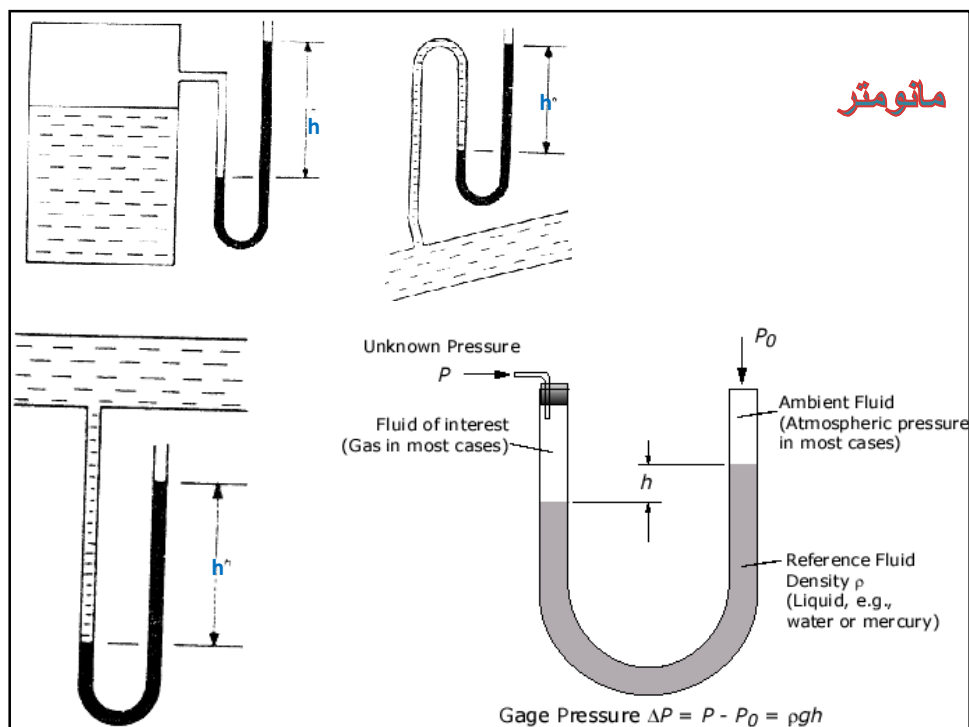 مانومتر
h
h"
h"
Unknown Pressure
P
Fluid of interest
(Gas in most cases)
P0
Ambient Fluid
(Atmospheric pressure
in most cases)
h
Reference Fluid
Density ρ
(Liquid, e.g.,
water or mercury)
Gage Pressure ΔP = P - P0 = ρgh